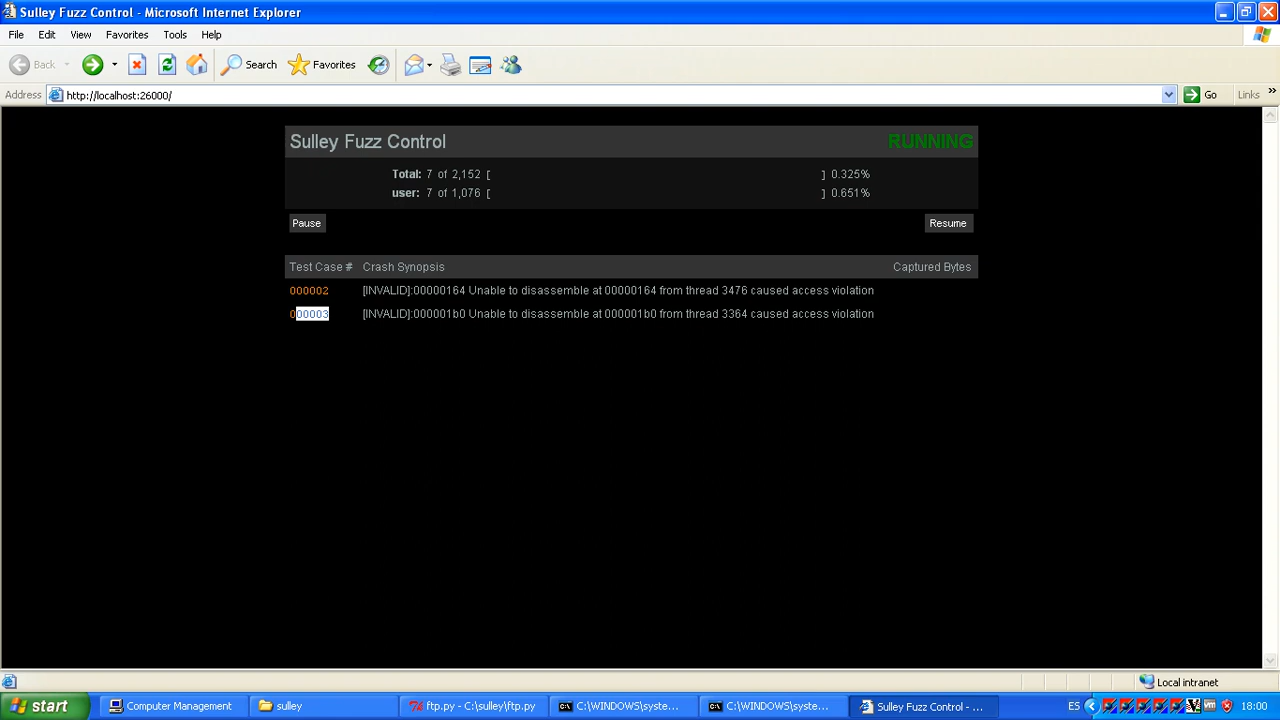 Sulley Fuzz Control - Microsoft Internet Explorer
File Edit View Favorites Tools Help
Back Search Favorites
Address http://localhost:26000/ Go Links »
Sulley Fuzz Control RUNNING
Total: 7 of 2,152 [ ] 0.325%
user: 7 of 1,076 [ ] 0.651%
Pause Resume
Test Case # Crash Synopsis Captured Bytes
000002 [INVALID]:00000164 Unable to disassemble at 00000164 from thread 3476 caused access violation
000003 [INVALID]:000001b0 Unable to disassemble at 000001b0 from thread 3364 caused access violation
Local intranet
start Computer Management sulley ftp.py - C:\sulley\ftp.py C:\WINDOWS\syste... C:\WINDOWS\syste... Sulley Fuzz Control - ... ES 18:00